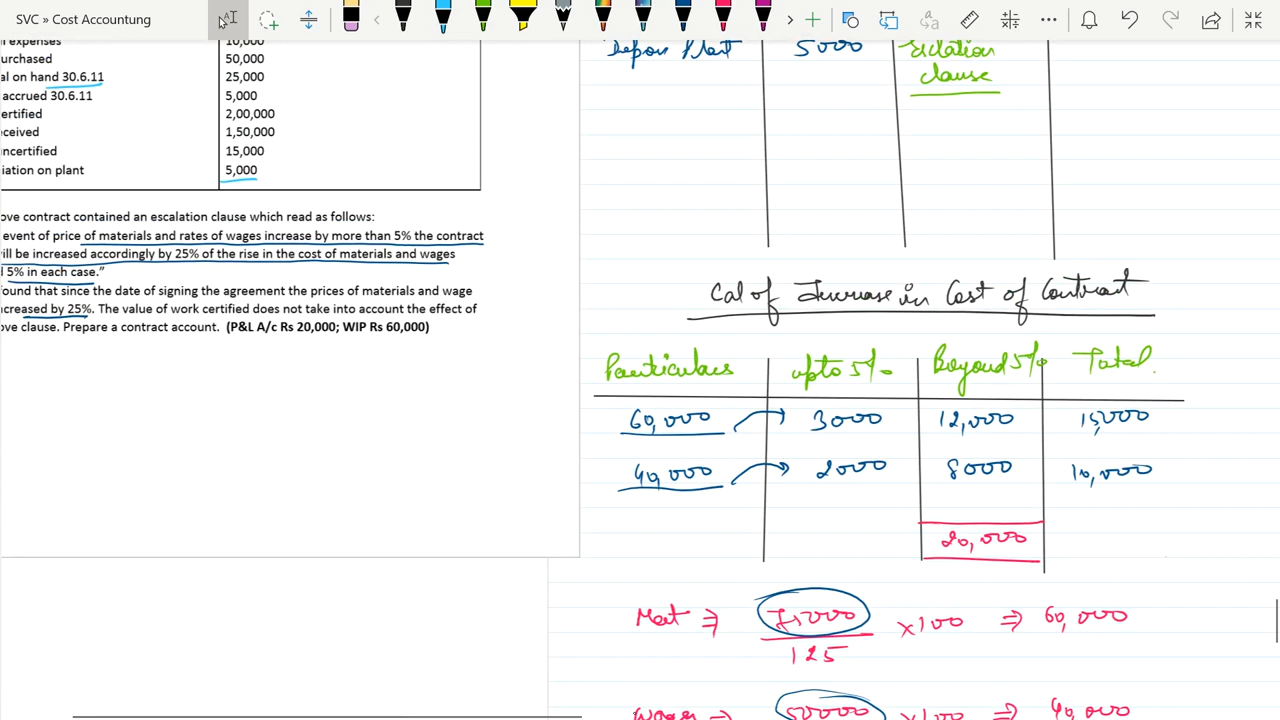 SVC > Cost Accountung
l expenses 10,000
urchased 50,000
al on hand 30.6.11 25,000
accrued 30.6.11 5,000
ertified 2,00,000
ceived 1,50,000
ncertified 15,000
iation on plant 5,000
ove contract contained an escalation clause which read as follows:
event of price of materials and rates of wages increase by more than 5% the contract
ill be increased accordingly by 25% of the rise in the cost of materials and wages
d 5% in each case."
found that since the date of signing the agreement the prices of materials and wage
ncreased by 25%. The value of work certified does not take into account the effect of
ove clause. Prepare a contract account. (P&L A/c Rs 20,000; WIP Rs 60,000)
Plant 5000
clause
Cal of Increase in Cost of Contract
Particulars upto 5% Beyond 5% Total.
60,000 3000 12,000 15,000
40,000 2000 8000 10,000
20,000
Mat ⇒ 75000 / 125 ×100 ⇒ 60,000
Wages ⇒ 50000 ×100 ⇒ 40,000